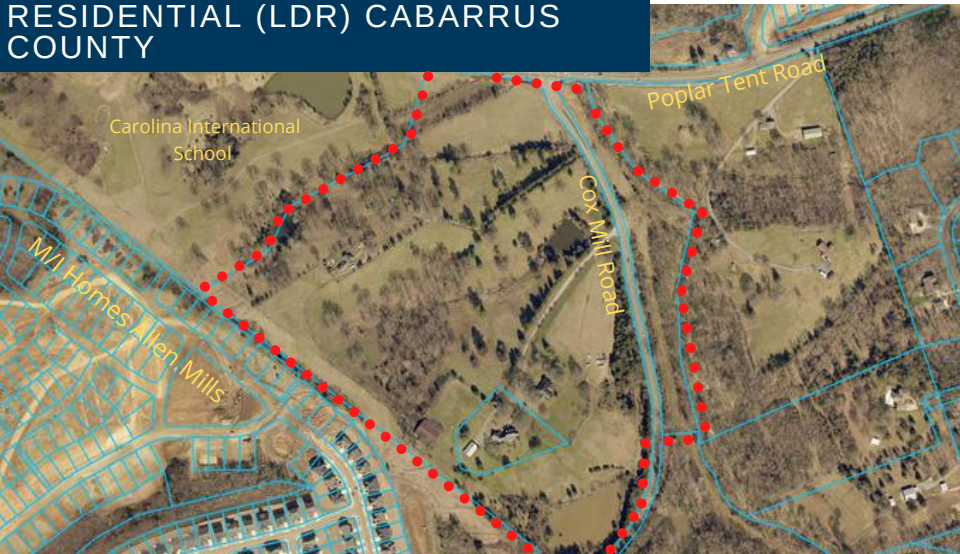 RESIDENTIAL (LDR) CABARRUS
COUNTY
Poplar Tent Road
Carolina International
School
Cox Mill Road
M/I Homes Allen Mills